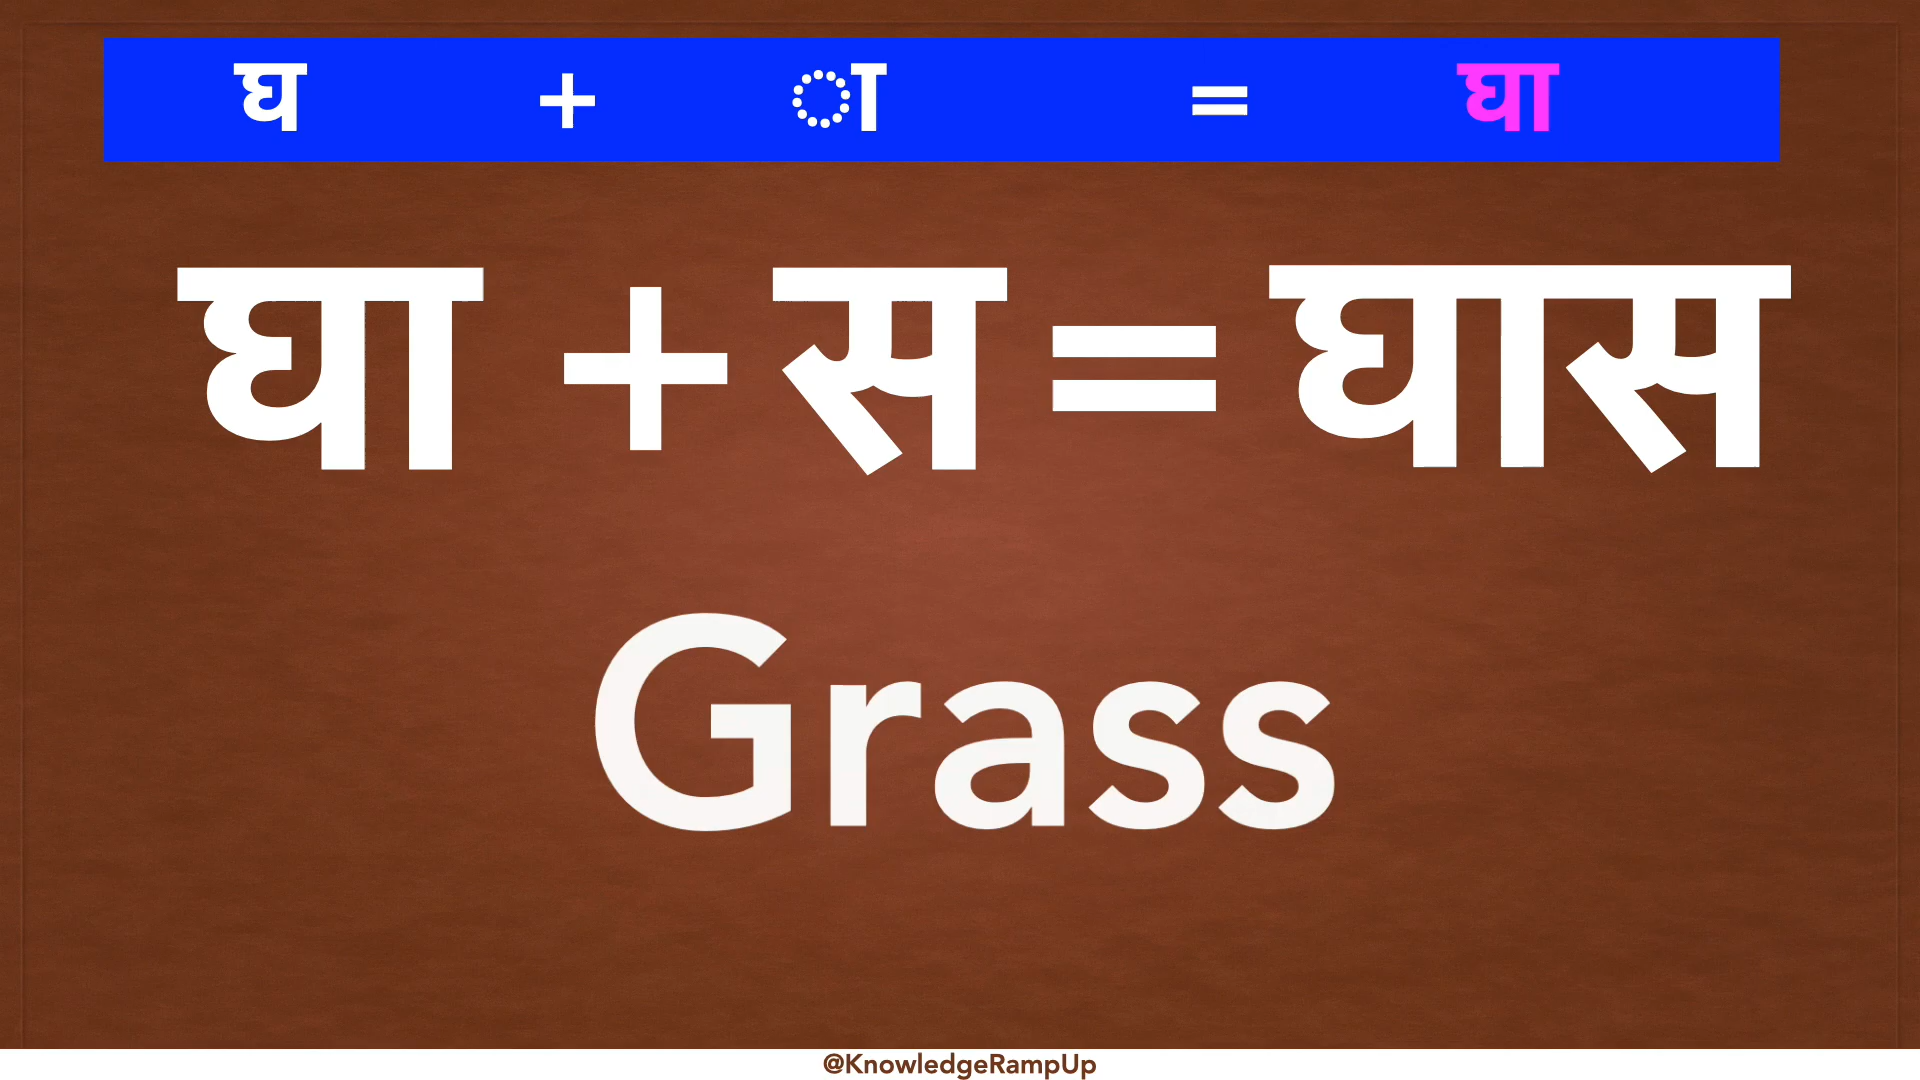 घ + ा = घा
घा + स = घास
Grass
@KnowledgeRampUp